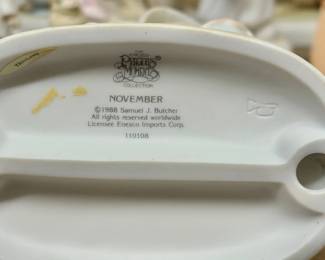 Precious
Moments
COLLECTION
NOVEMBER
©1988 Samuel J. Butcher
All rights reserved worldwide
Licensee Enesco Imports Corp.
110108